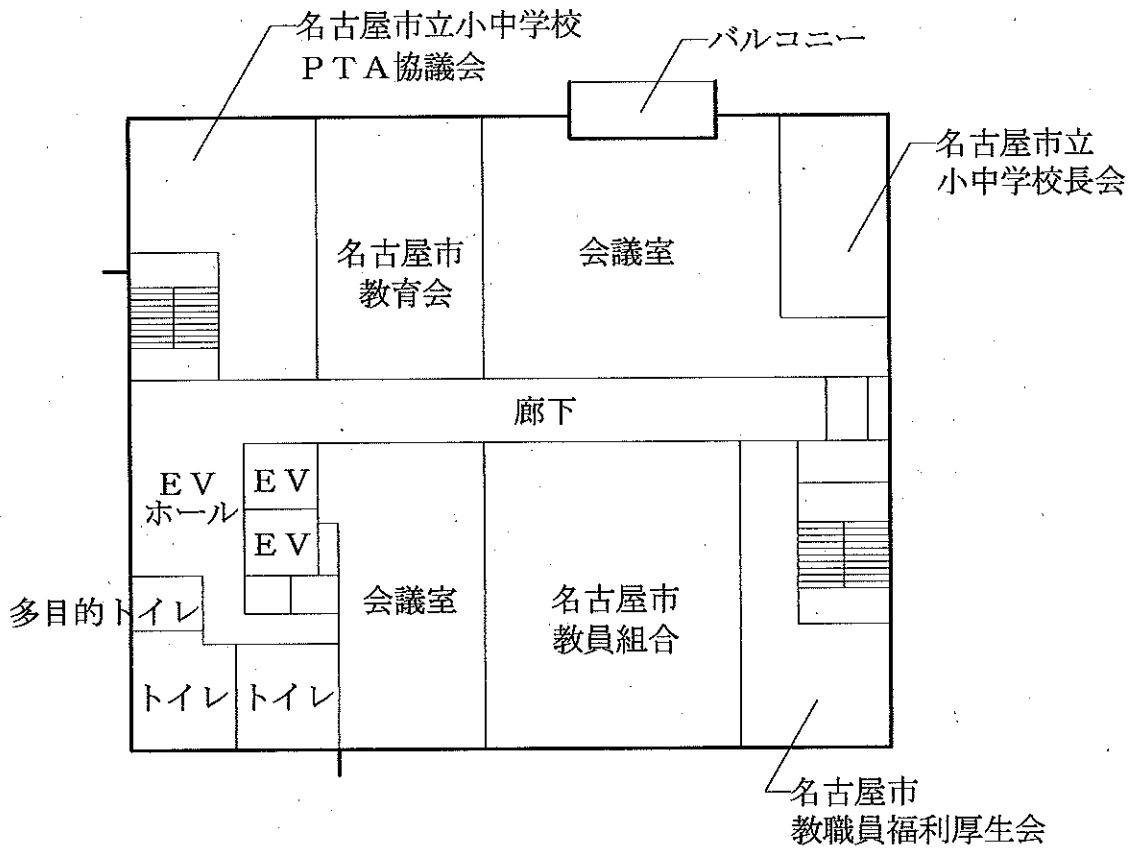 名古屋市立小中学校
ＰＴＡ協議会
バルコニー
名古屋市立
小中学校長会
名古屋市
教育会
会議室
廊下
ＥＶ
ホール
ＥＶ
ＥＶ
多目的トイレ
会議室
名古屋市
教員組合
トイレ
トイレ
名古屋市
教職員福利厚生会